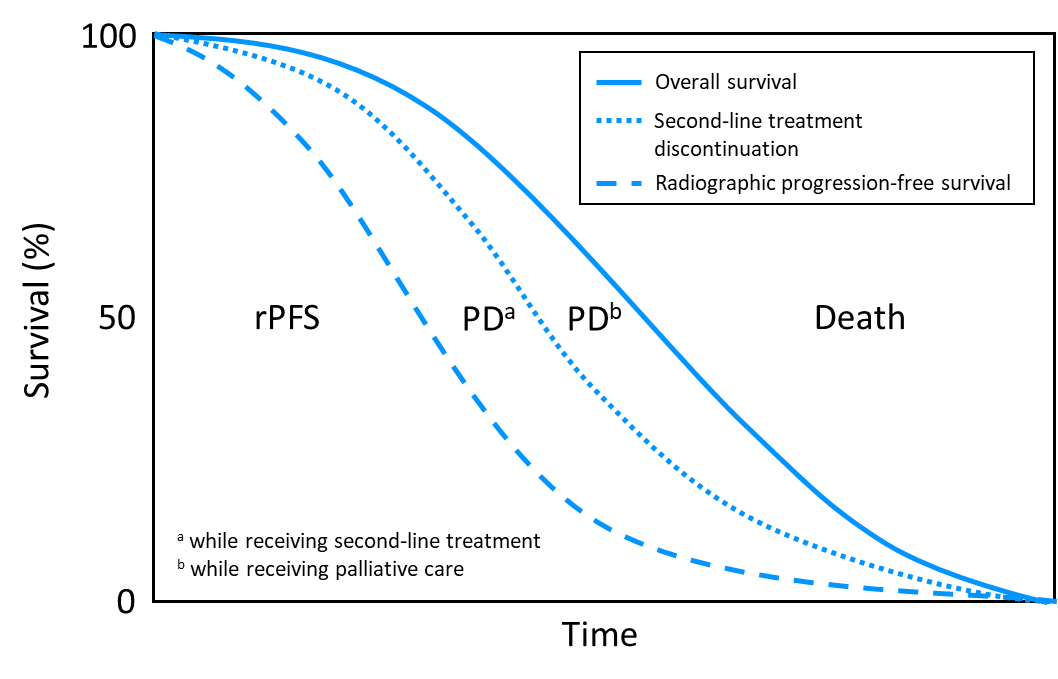 100
Overall survival
Second-line treatment
discontinuation
Radiographic progression-free survival
Survival (%)
50
rPFS
PDᵃ
PDᵇ
Death
ᵃ while receiving second-line treatment
ᵇ while receiving palliative care
0
Time